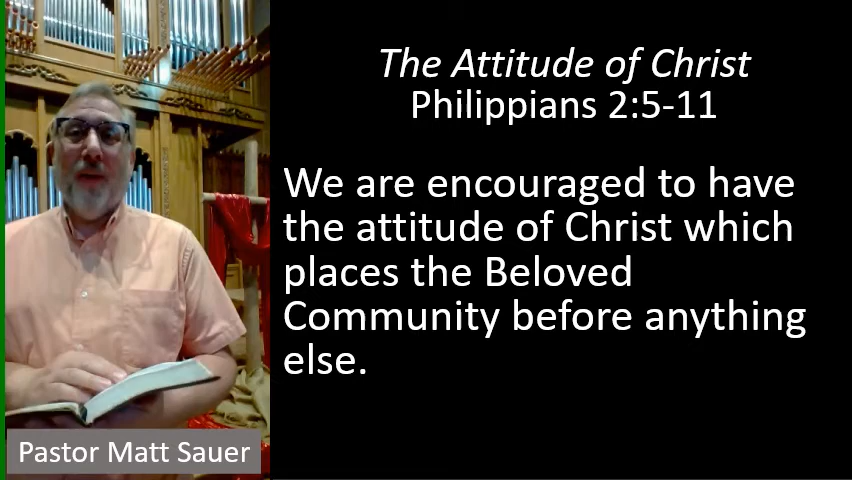 The Attitude of Christ
Philippians 2:5-11
We are encouraged to have
the attitude of Christ which
places the Beloved
Community before anything
else.
Pastor Matt Sauer